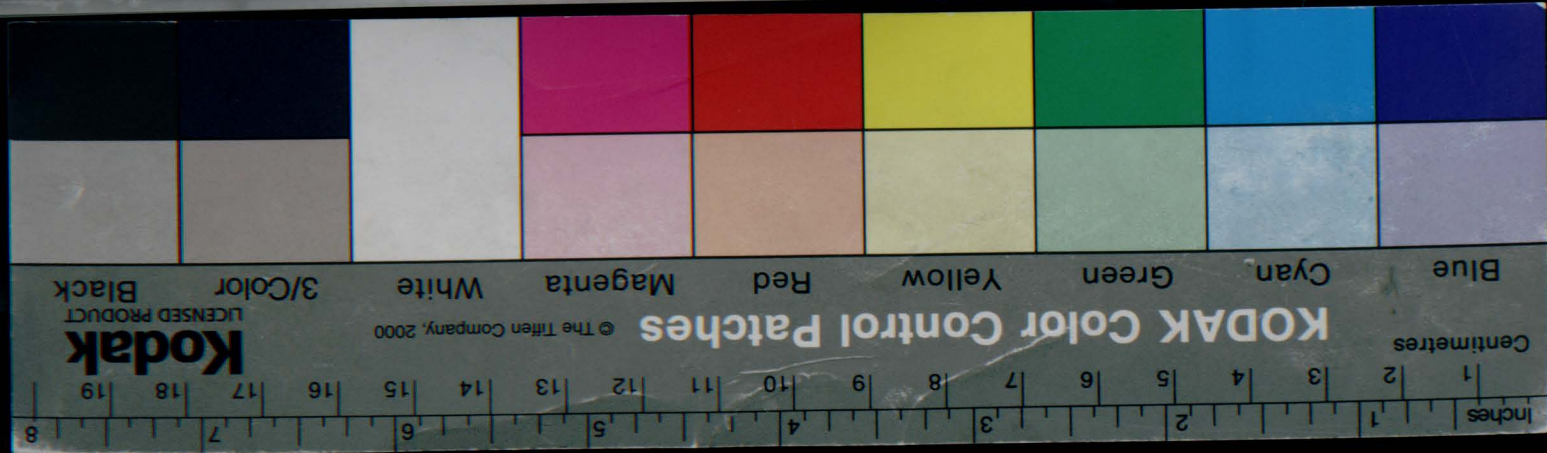 Inches 1 2 3 4 5 6 7 8
1 2 3 4 5 6 7 8 9 10 11 12 13 14 15 16 17 18 19
Centimetres
KODAK Color Control Patches © The Tiffen Company, 2000
Kodak
LICENSED PRODUCT
Blue Cyan Green Yellow Red Magenta White 3/Color Black